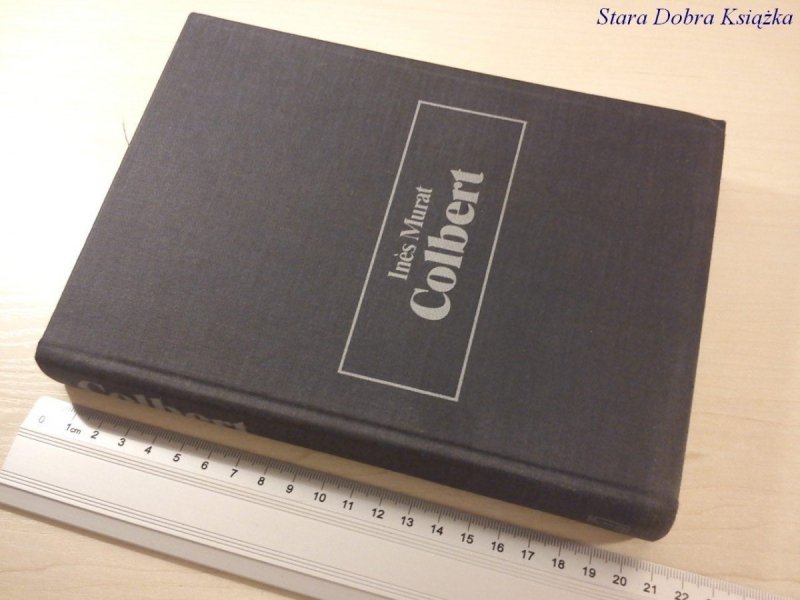 Stara Dobra Książka
Inès Murat
Colbert
Colbert
0 1cm 2 3 4 5 6 7 8 9 10 11 12 13 14 15 16 17 18 19 20 21 22